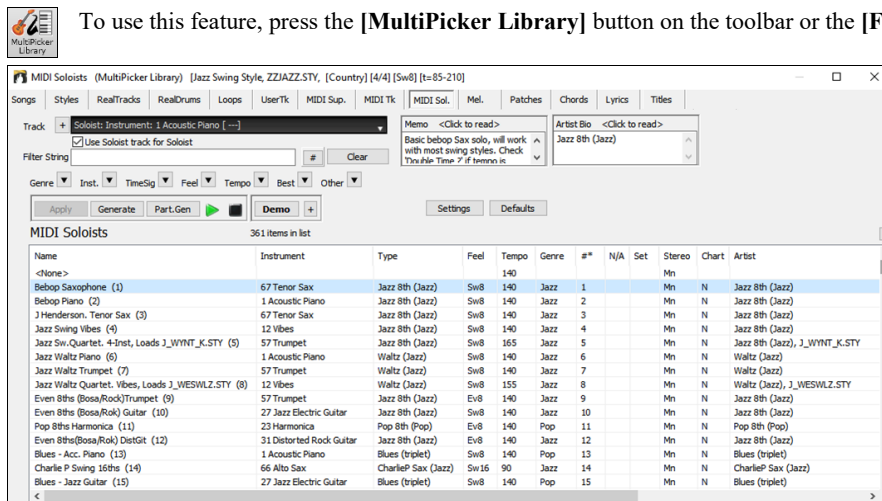 To use this feature, press the [MultiPicker Library] button on the toolbar or the [F
MultiPicker
Library
MIDI Soloists (MultiPicker Library) [Jazz Swing Style, ZZJAZZ.STY, [Country] [4/4] [Sw8] [t=85-210]
Songs Styles RealTracks RealDrums Loops UserTk MIDI Sup. MIDI Tk MIDI Sol. Mel. Patches Chords Lyrics Titles
Track + Soloist: Instrument: 1 Acoustic Piano [ ---]
Use Soloist track for Soloist
Filter String # Clear
Memo <Click to read>
Basic bebop Sax solo, will work
with most swing styles. Check
'Double Time ?' if tempo is
Artist Bio <Click to read>
Jazz 8th (Jazz)
Genre Inst. TimeSig Feel Tempo Best Other
Apply Generate Part.Gen Demo + Settings Defaults
MIDI Soloists 361 items in list
Name Instrument Type Feel Tempo Genre #* N/A Set Stereo Chart Artist
<None> 140 Mn
Bebop Saxophone (1) 67 Tenor Sax Jazz 8th (Jazz) Sw8 140 Jazz 1 Mn N Jazz 8th (Jazz)
Bebop Piano (2) 1 Acoustic Piano Jazz 8th (Jazz) Sw8 140 Jazz 2 Mn N Jazz 8th (Jazz)
J Henderson. Tenor Sax (3) 67 Tenor Sax Jazz 8th (Jazz) Sw8 140 Jazz 3 Mn N Jazz 8th (Jazz)
Jazz Swing Vibes (4) 12 Vibes Jazz 8th (Jazz) Sw8 140 Jazz 4 Mn N Jazz 8th (Jazz)
Jazz Sw.Quartet. 4-Inst, Loads J_WYNT_K.STY (5) 57 Trumpet Jazz 8th (Jazz) Sw8 165 Jazz 5 Mn N Jazz 8th (Jazz), J_WYNT_K.STY
Jazz Waltz Piano (6) 1 Acoustic Piano Waltz (Jazz) Sw8 140 Jazz 6 Mn N Waltz (Jazz)
Jazz Waltz Trumpet (7) 57 Trumpet Waltz (Jazz) Sw8 140 Jazz 7 Mn N Waltz (Jazz)
Jazz Waltz Quartet. Vibes, Loads J_WESWLZ.STY (8) 12 Vibes Waltz (Jazz) Sw8 155 Jazz 8 Mn N Waltz (Jazz), J_WESWLZ.STY
Even 8ths (Bosa/Rock)Trumpet (9) 57 Trumpet Jazz 8th (Jazz) Ev8 140 Jazz 9 Mn N Jazz 8th (Jazz)
Even 8ths (Bosa/Rok) Guitar (10) 27 Jazz Electric Guitar Jazz 8th (Jazz) Sw8 140 Jazz 10 Mn N Jazz 8th (Jazz)
Pop 8ths Harmonica (11) 23 Harmonica Pop 8th (Pop) Ev8 140 Pop 11 Mn N Pop 8th (Pop)
Even 8ths(Bosa/Rok) DistGit (12) 31 Distorted Rock Guitar Jazz 8th (Jazz) Ev8 140 Jazz 12 Mn N Jazz 8th (Jazz)
Blues - Acc. Piano (13) 1 Acoustic Piano Blues (triplet) Sw8 140 Pop 13 Mn N Blues (triplet)
Charlie P Swing 16ths (14) 66 Alto Sax CharlieP Sax (Jazz) Sw16 90 Jazz 14 Mn N CharlieP Sax (Jazz)
Blues - Jazz Guitar (15) 27 Jazz Electric Guitar Blues (triplet) Sw8 140 Pop 15 Mn N Blues (triplet)